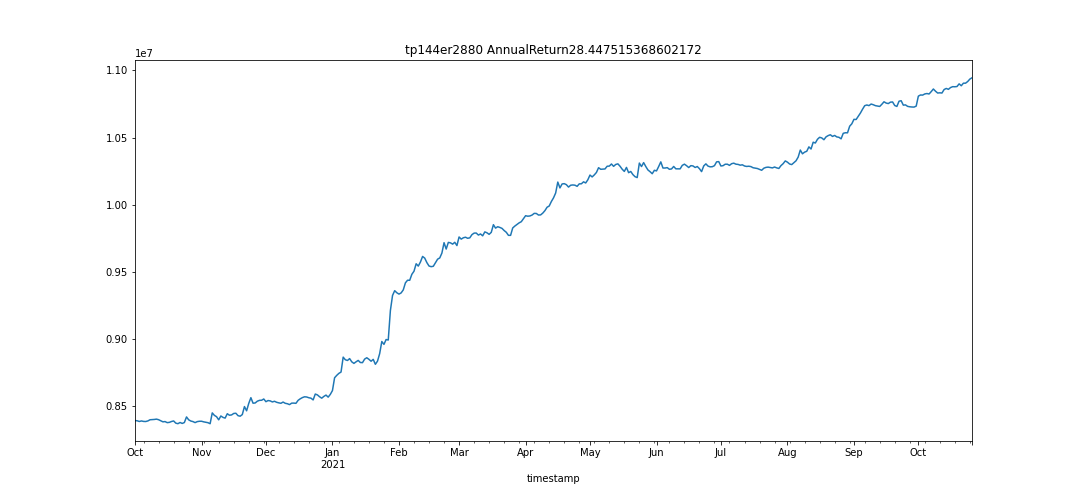 tp144er2880 AnnualReturn28.447515368602172
1e7
1.10
1.05
1.00
0.95
0.90
0.85
Oct Nov Dec Jan Feb Mar Apr May Jun Jul Aug Sep Oct
2021
timestamp